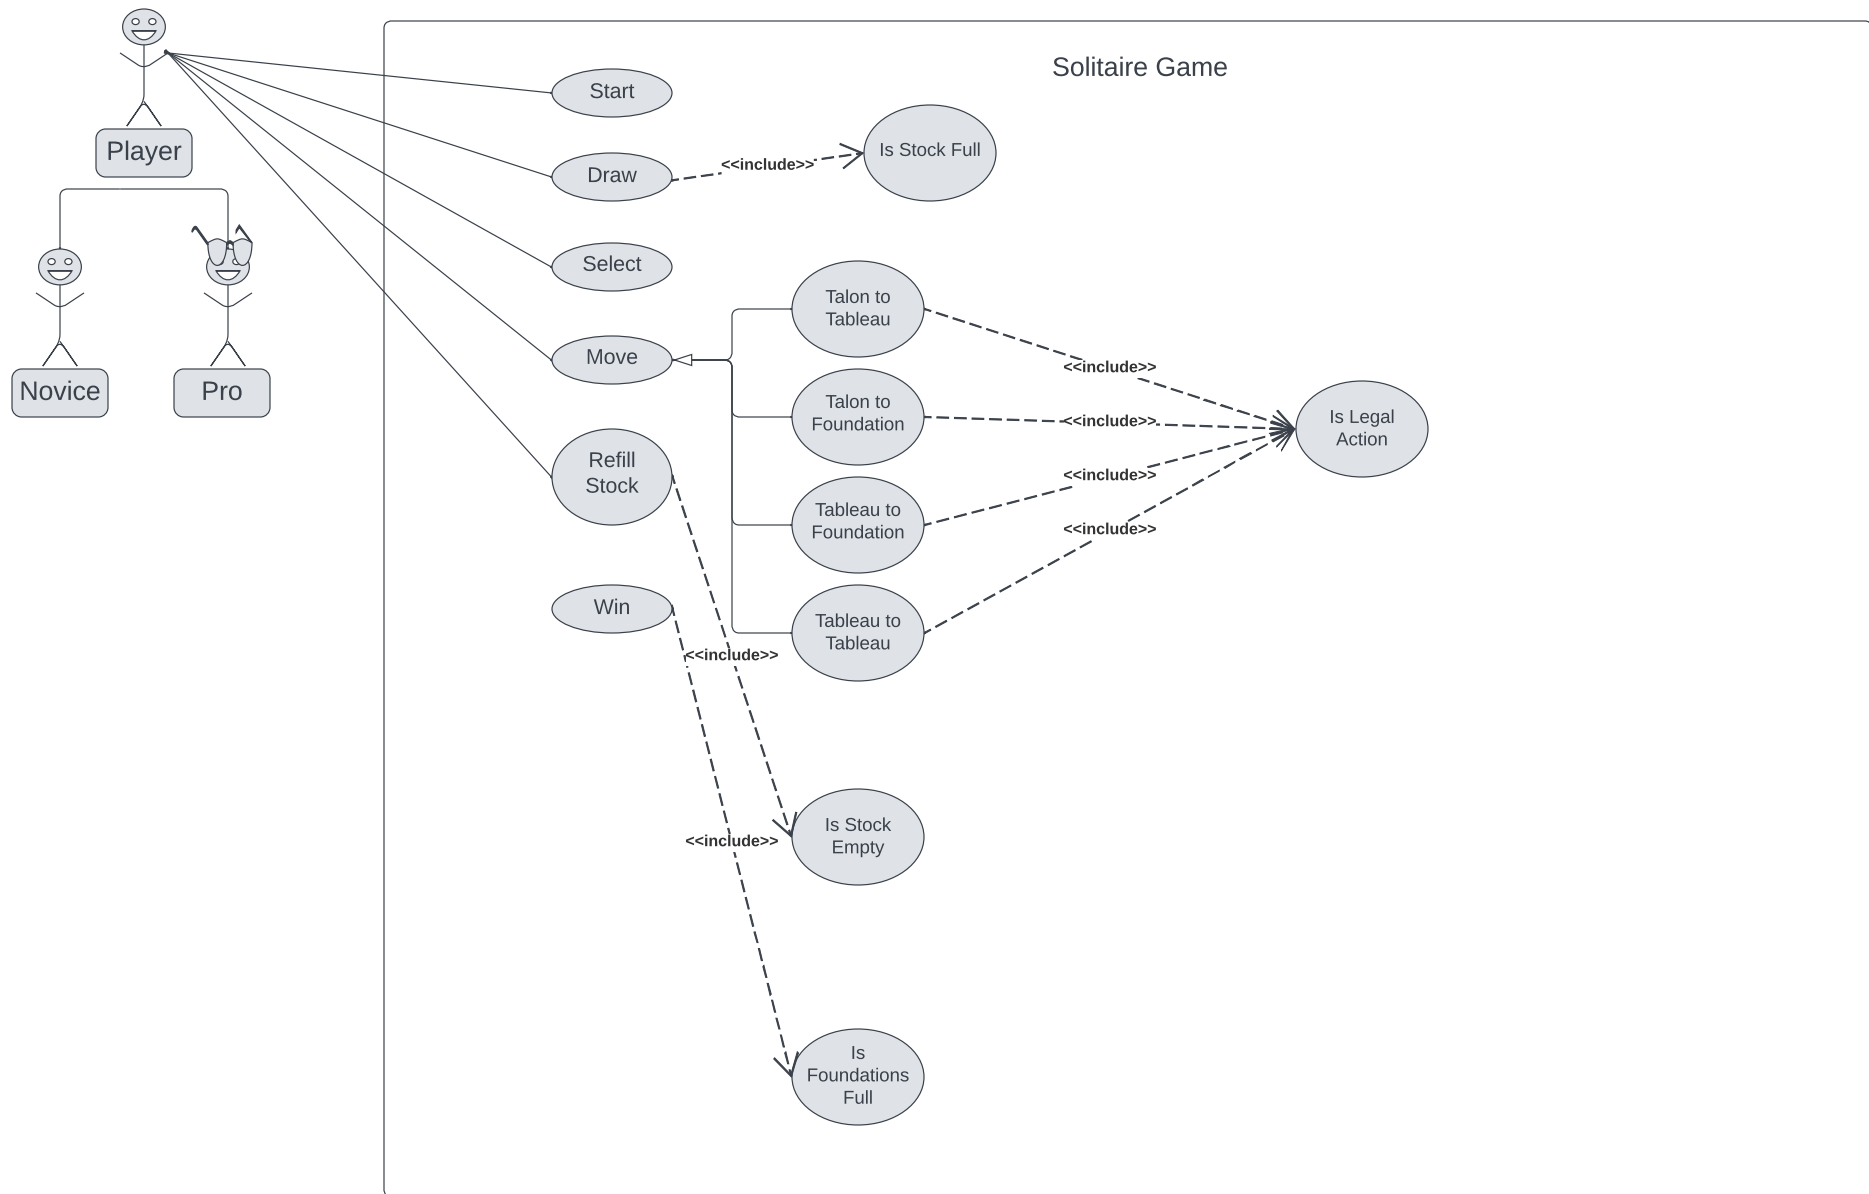 Solitaire Game
Player
Novice
Pro
Start
Draw
<<include>>
Is Stock Full
Select
Move
Talon to
Tableau
<<include>>
Talon to
Foundation
<<include>>
Is Legal
Action
Refill
Stock
Tableau to
Foundation
<<include>>
Win
Tableau to
Tableau
<<include>>
<<include>>
Is Stock
Empty
<<include>>
Is
Foundations
Full